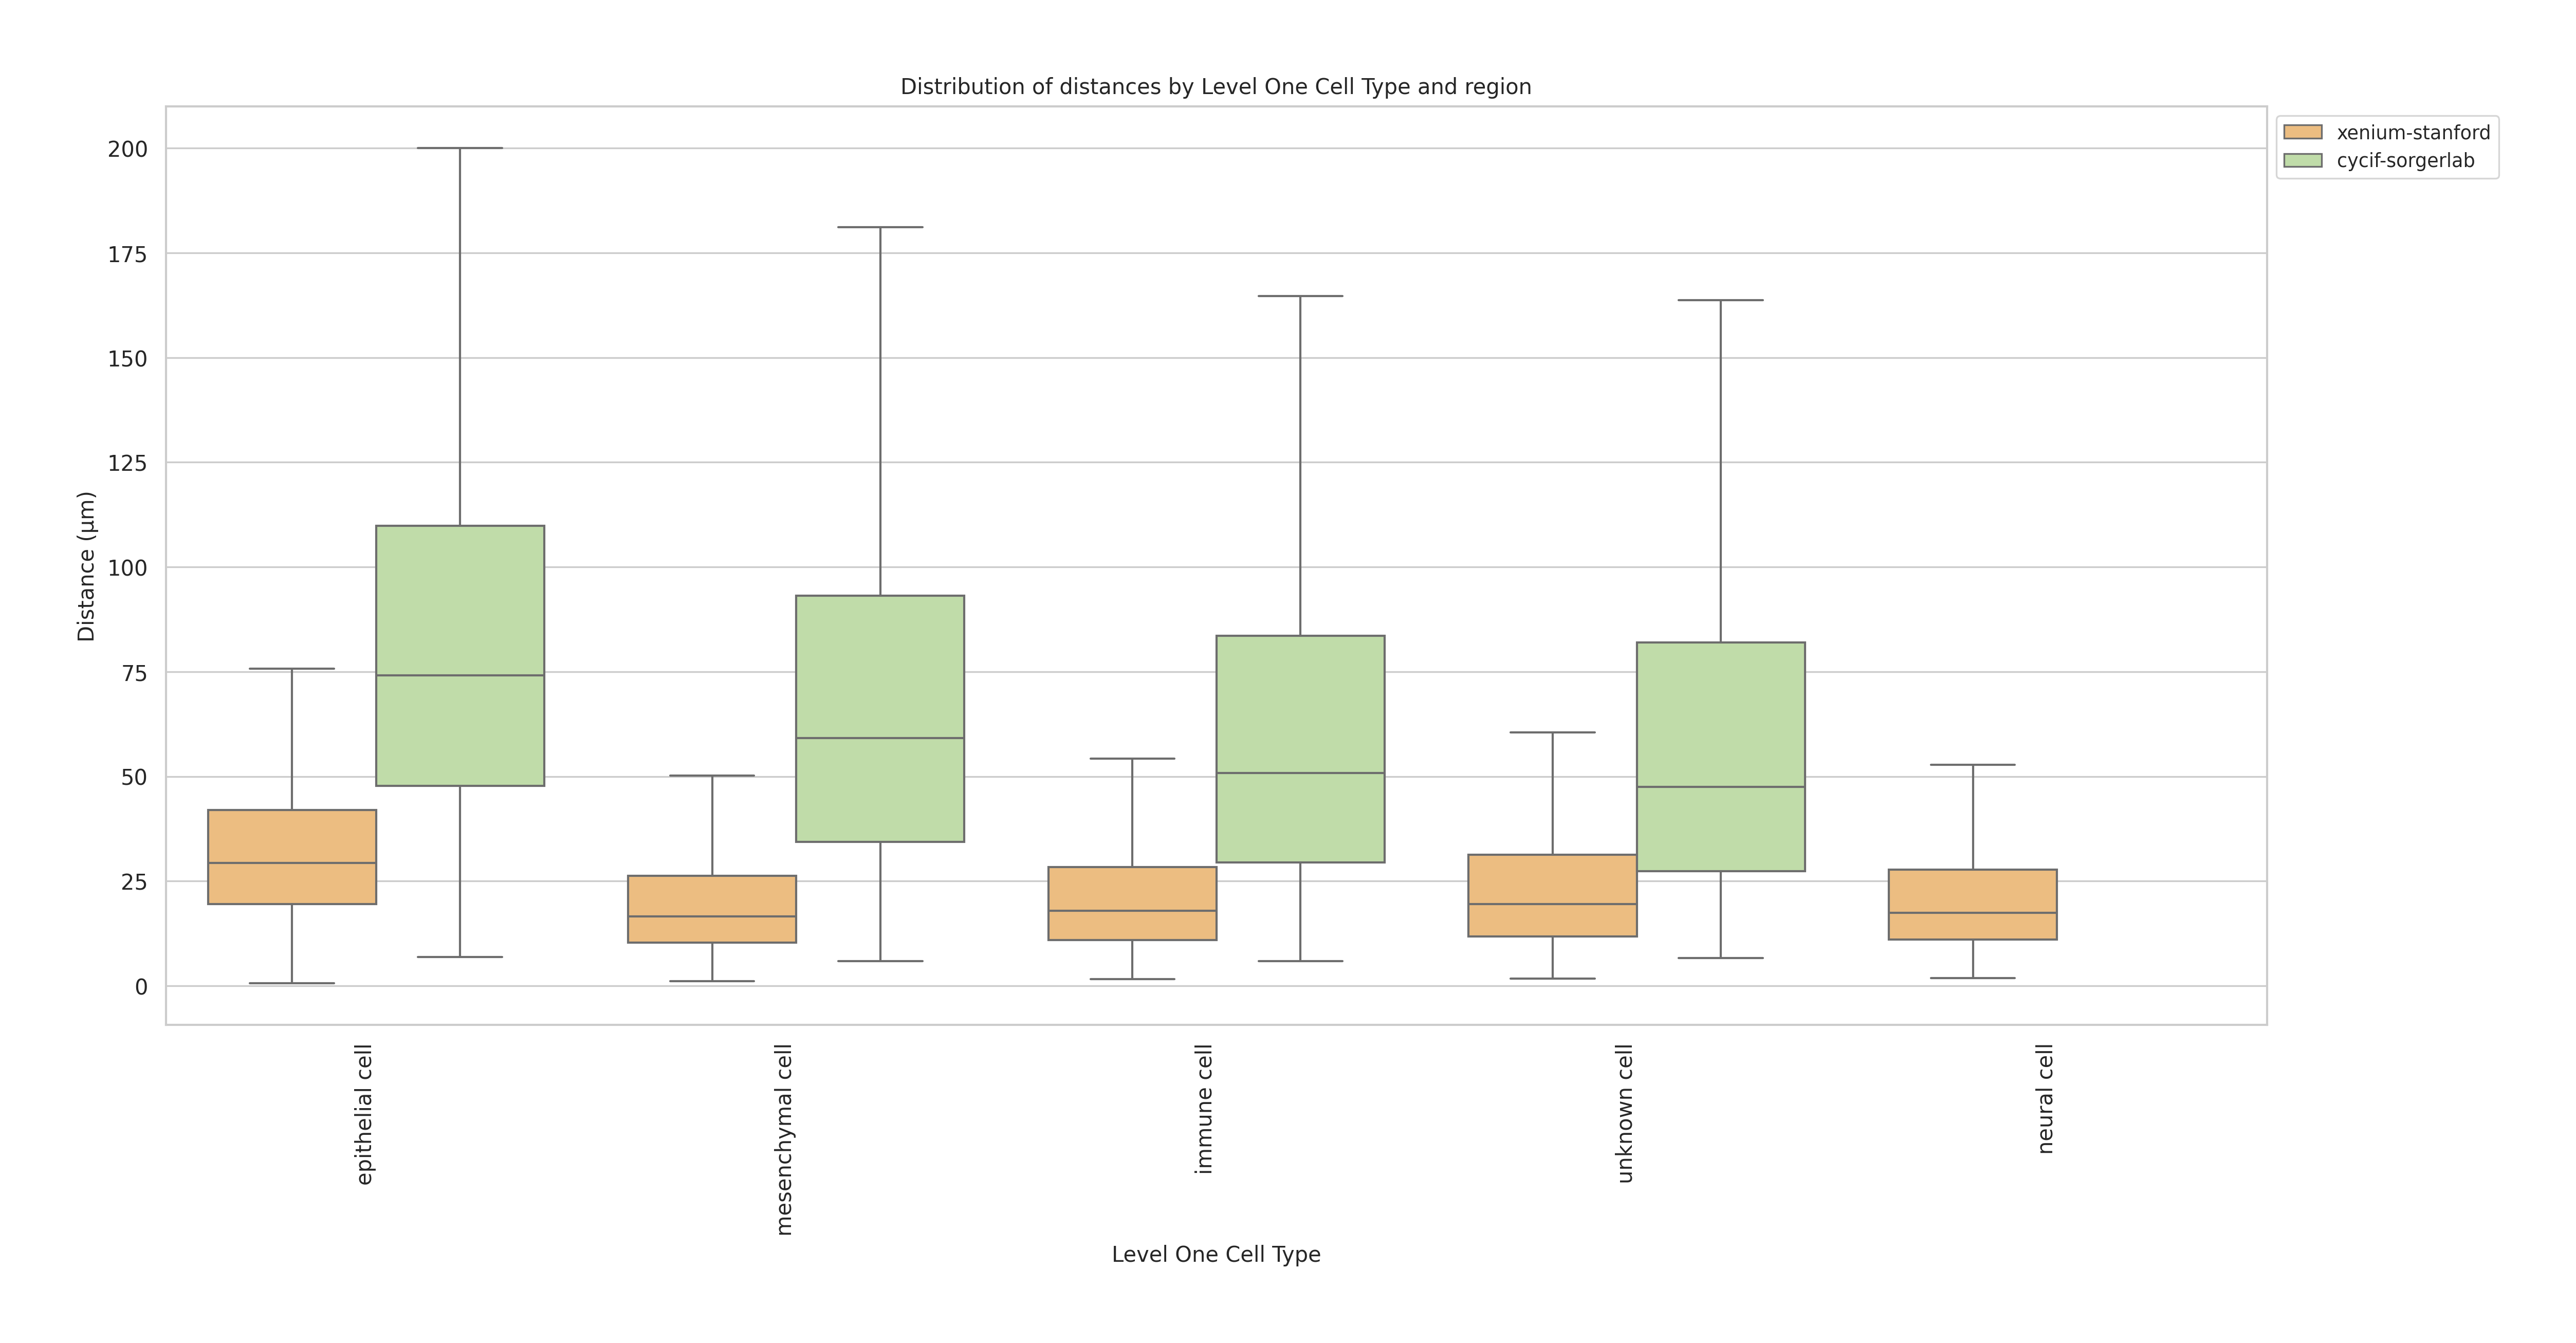 Distribution of distances by Level One Cell Type and region
xenium-stanford
cycif-sorgerlab
Distance (μm)
200
175
150
125
100
75
50
25
0
epithelial cell
mesenchymal cell
immune cell
unknown cell
neural cell
Level One Cell Type